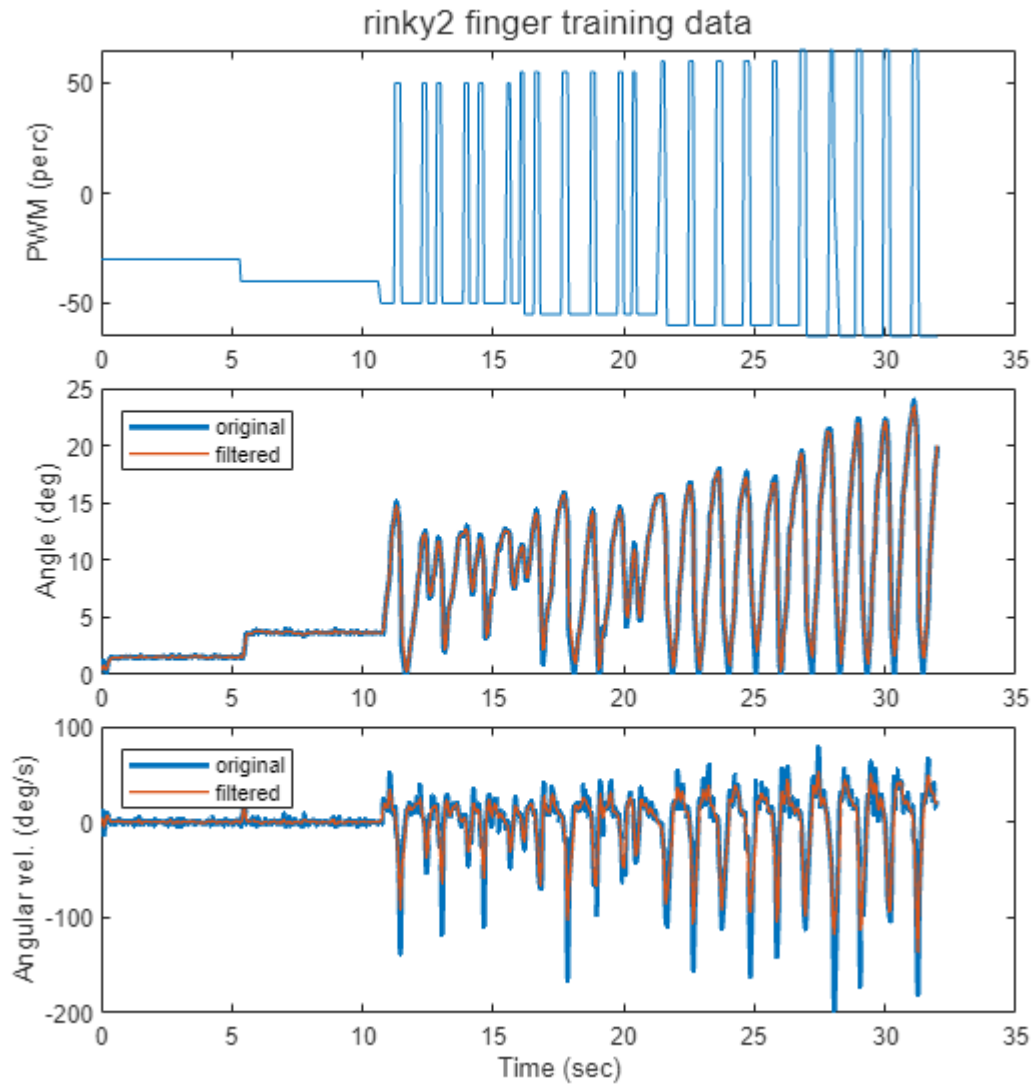 rinky2 finger training data
PWM (perc)
50
0
-50
0 5 10 15 20 25 30 35
Angle (deg)
25
20
15
10
5
0
original
filtered
0 5 10 15 20 25 30 35
Angular vel. (deg/s)
100
0
-100
-200
original
filtered
0 5 10 15 20 25 30 35
Time (sec)